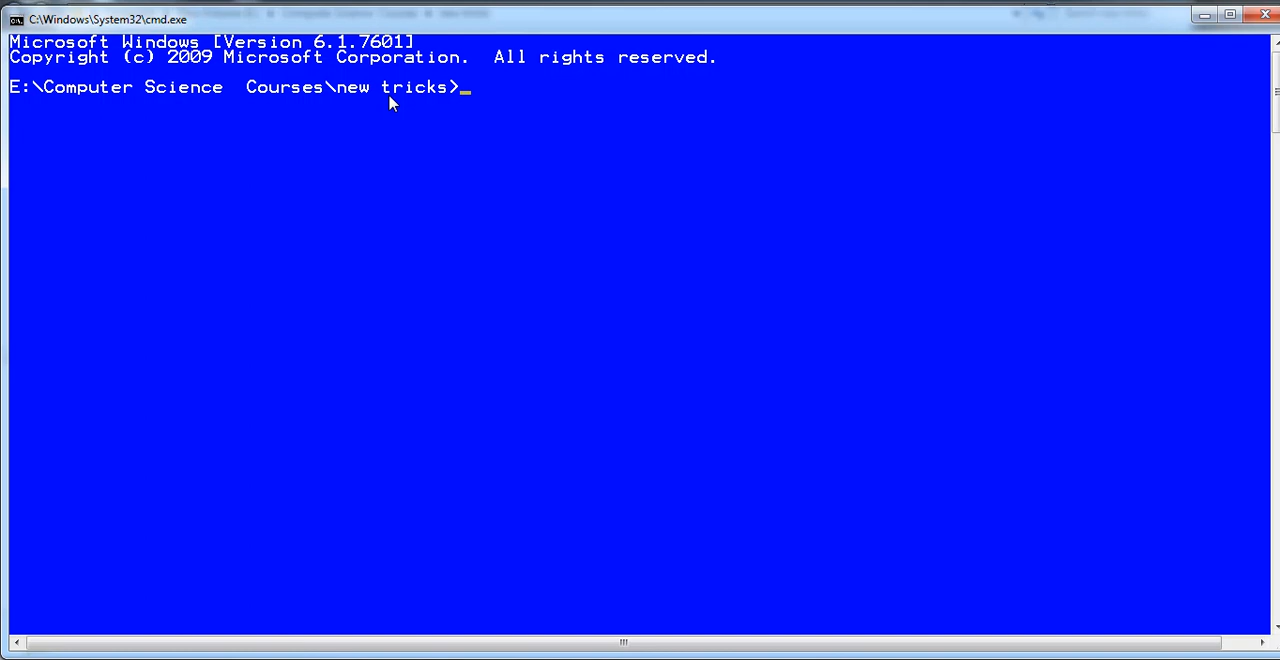 C:\Windows\System32\cmd.exe
Microsoft Windows [Version 6.1.7601]
Copyright (c) 2009 Microsoft Corporation.  All rights reserved.
E:\Computer Science  Courses\new tricks>_